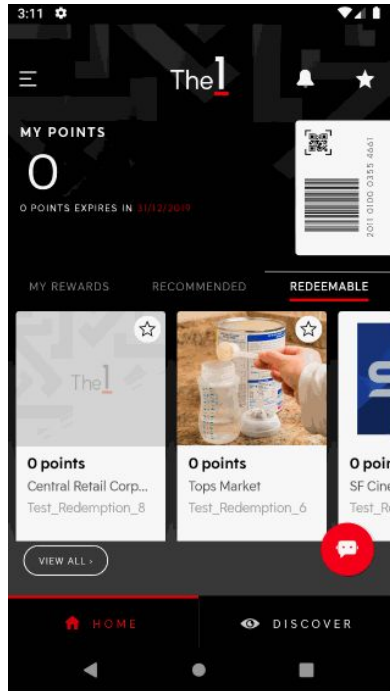 3:11
The1
MY POINTS
0
0 POINTS EXPIRES IN 31/12/2019
2011 0100 0355 4661
MY REWARDS RECOMMENDED REDEEMABLE
The1
0 points 0 points 0 poin
Central Retail Corp... Tops Market SF Cine
Test_Redemption_8 Test_Redemption_6 Test_R
VIEW ALL ›
HOME DISCOVER